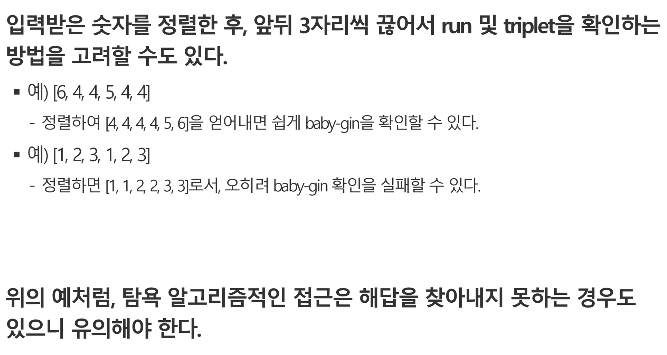 입력받은 숫자를 정렬한 후, 앞뒤 3자리씩 끊어서 run 및 triplet을 확인하는
방법을 고려할 수도 있다.
▪ 예) [6, 4, 4, 5, 4, 4]
- 정렬하여 [4, 4, 4, 4, 5, 6]을 얻어내면 쉽게 baby-gin을 확인할 수 있다.
▪ 예) [1, 2, 3, 1, 2, 3]
- 정렬하면 [1, 1, 2, 2, 3, 3]로서, 오히려 baby-gin 확인을 실패할 수 있다.
위의 예처럼, 탐욕 알고리즘적인 접근은 해답을 찾아내지 못하는 경우도
있으니 유의해야 한다.